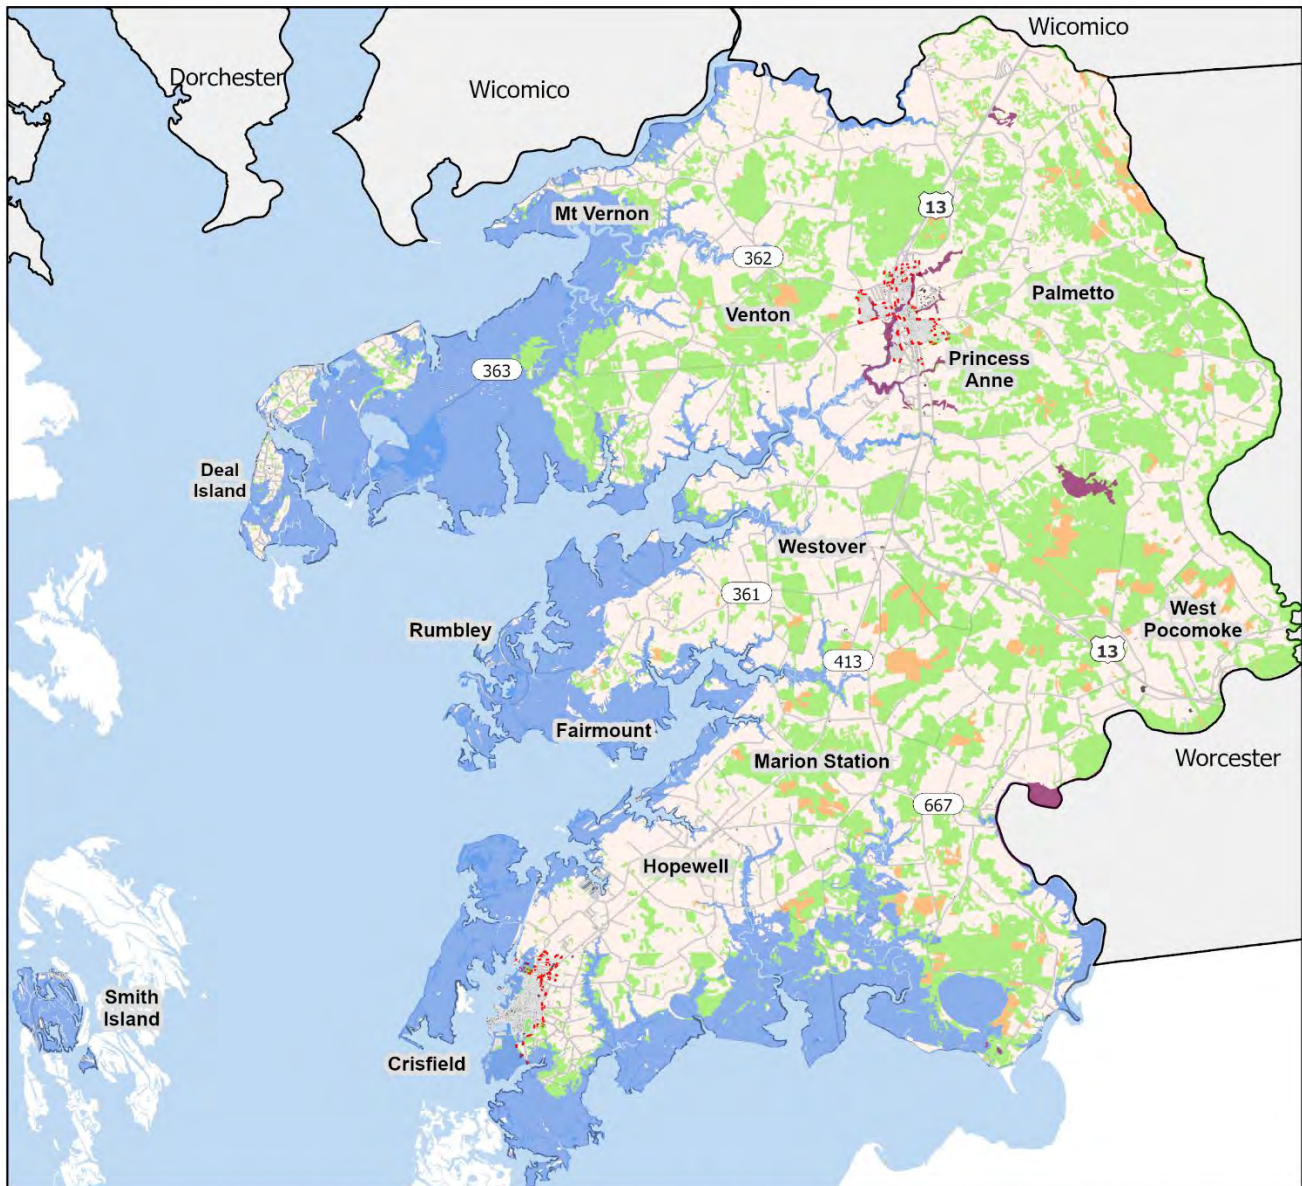 Wicomico
Dorchester
Wicomico
13
Mt Vernon
362
Palmetto
Venton
Princess
Anne
363
Deal
Island
Westover
361
Rumbley
West
Pocomoke
13
413
Fairmount
Marion Station
Worcester
667
Hopewell
Smith
Island
Crisfield